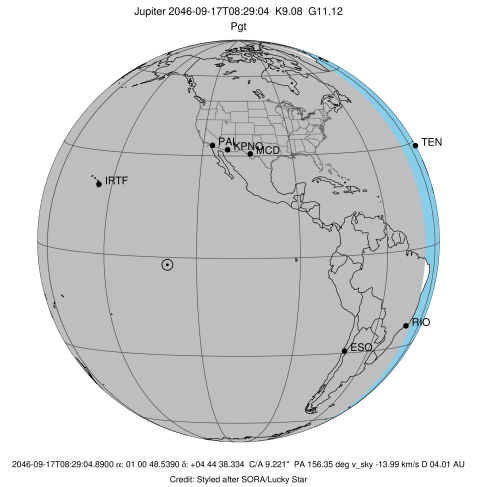 Jupiter 2046-09-17T08:29:04 K9.08 G11.12
Pgt
PAL
KPNO
MCD
TEN
IRTF
RIO
ESO
2046-09-17T08:29:04.8900 α: 01 00 48.5390 δ: +04 44 38.334 C/A 9.221" PA 156.35 deg v_sky -13.99 km/s D 04.01 AU
Credit: Styled after SORA/Lucky Star